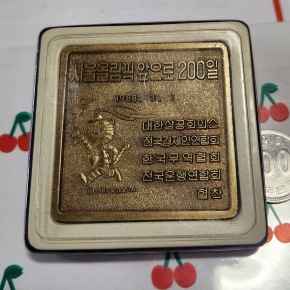 서울올림픽 앞으로 200일
1988. 3. 1.
대한상공회의소
전국경제인연합회
한국무역협회
전국은행연합회
협찬